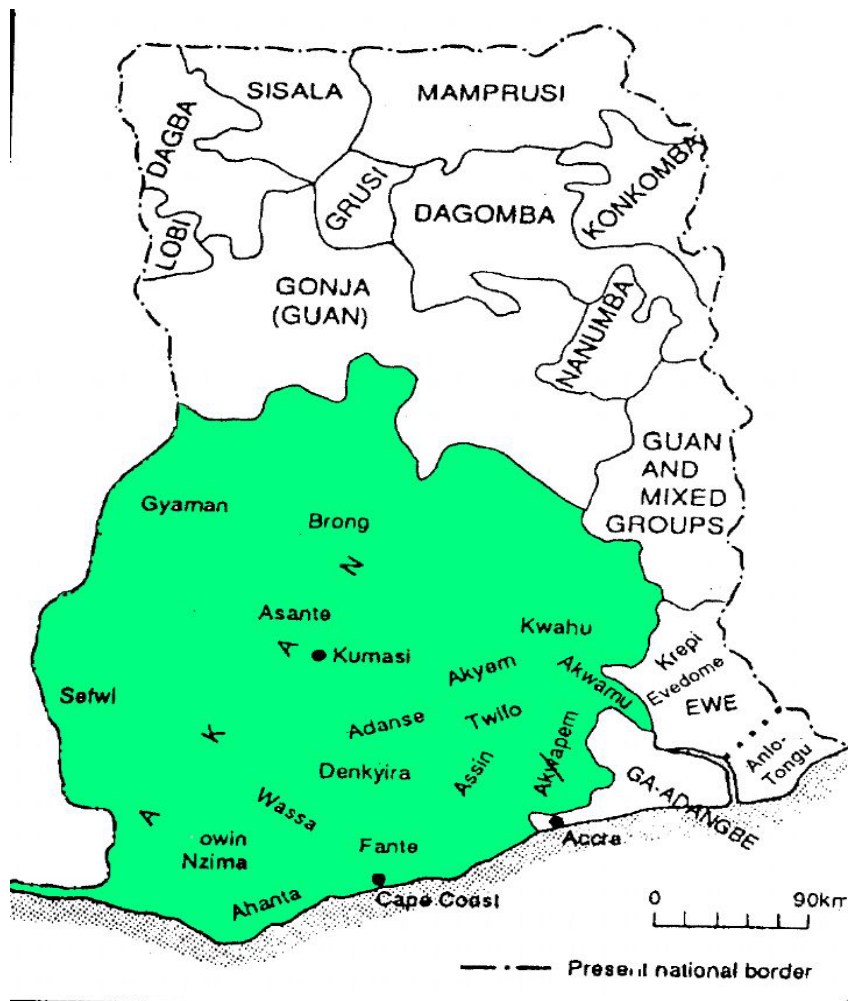 SISALA
MAMPRUSI
DAGBA
KONKOMBA
GRUSI
DAGOMBA
LOBI
GONJA
(GUAN)
NANUMBA
GUAN
AND
MIXED
GROUPS
Gyaman
Brong
AKAN
Asante
Kumasi
Kwahu
Akyem
Akwamu
Krepi
Evedome
EWE
Sefwi
Adanse
Twifo
Anlo-
Tongu
Denkyira
Assin
Akwapem
GA-ADANGBE
Wassa
owin
Nzima
Fante
Accra
Ahanta
Cape Coast
0 90km
Present national border